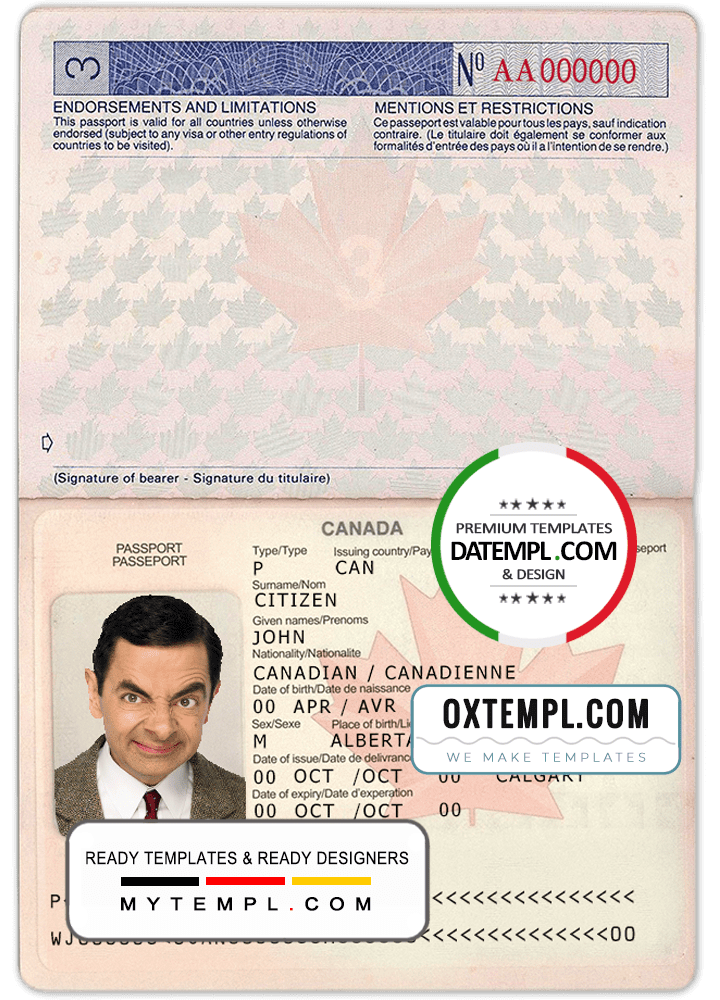 3
Nº AA000000
ENDORSEMENTS AND LIMITATIONS
This passport is valid for all countries unless otherwise
endorsed (subject to any visa or other entry regulations of
countries to be visited).
MENTIONS ET RESTRICTIONS
Ce passeport est valable pour tous les pays, sauf indication
contraire. (Le titulaire doit également se conformer aux
formalités d'entrée des pays où il a l'intention de se rendre.)
3
(Signature of bearer - Signature du titulaire)
★★★★★
PREMIUM TEMPLATES
DATEMPL.COM
& DESIGN
★★★★★
CANADA
PASSPORT
PASSEPORT
Type/Type
Issuing country/Pay
seport
P
CAN
Surname/Nom
CITIZEN
Given names/Prenoms
JOHN
Nationality/Nationalite
CANADIAN / CANADIENNE
Date of birth/Date de naissance
00 APR / AVR
Sex/Sexe
Place of birth/Li
M
ALBERTA
OXTEMPL.COM
WE MAKE TEMPLATES
Date of issue/Date de delivranc
00 OCT /OCT 00
CALGARY
Date of expiry/Date d'experation
00 OCT /OCT 00
READY TEMPLATES & READY DESIGNERS
MYTEMPL.COM
P
<<<<<<<<<<<<<<<
<<<<<<<<<<<<<<00